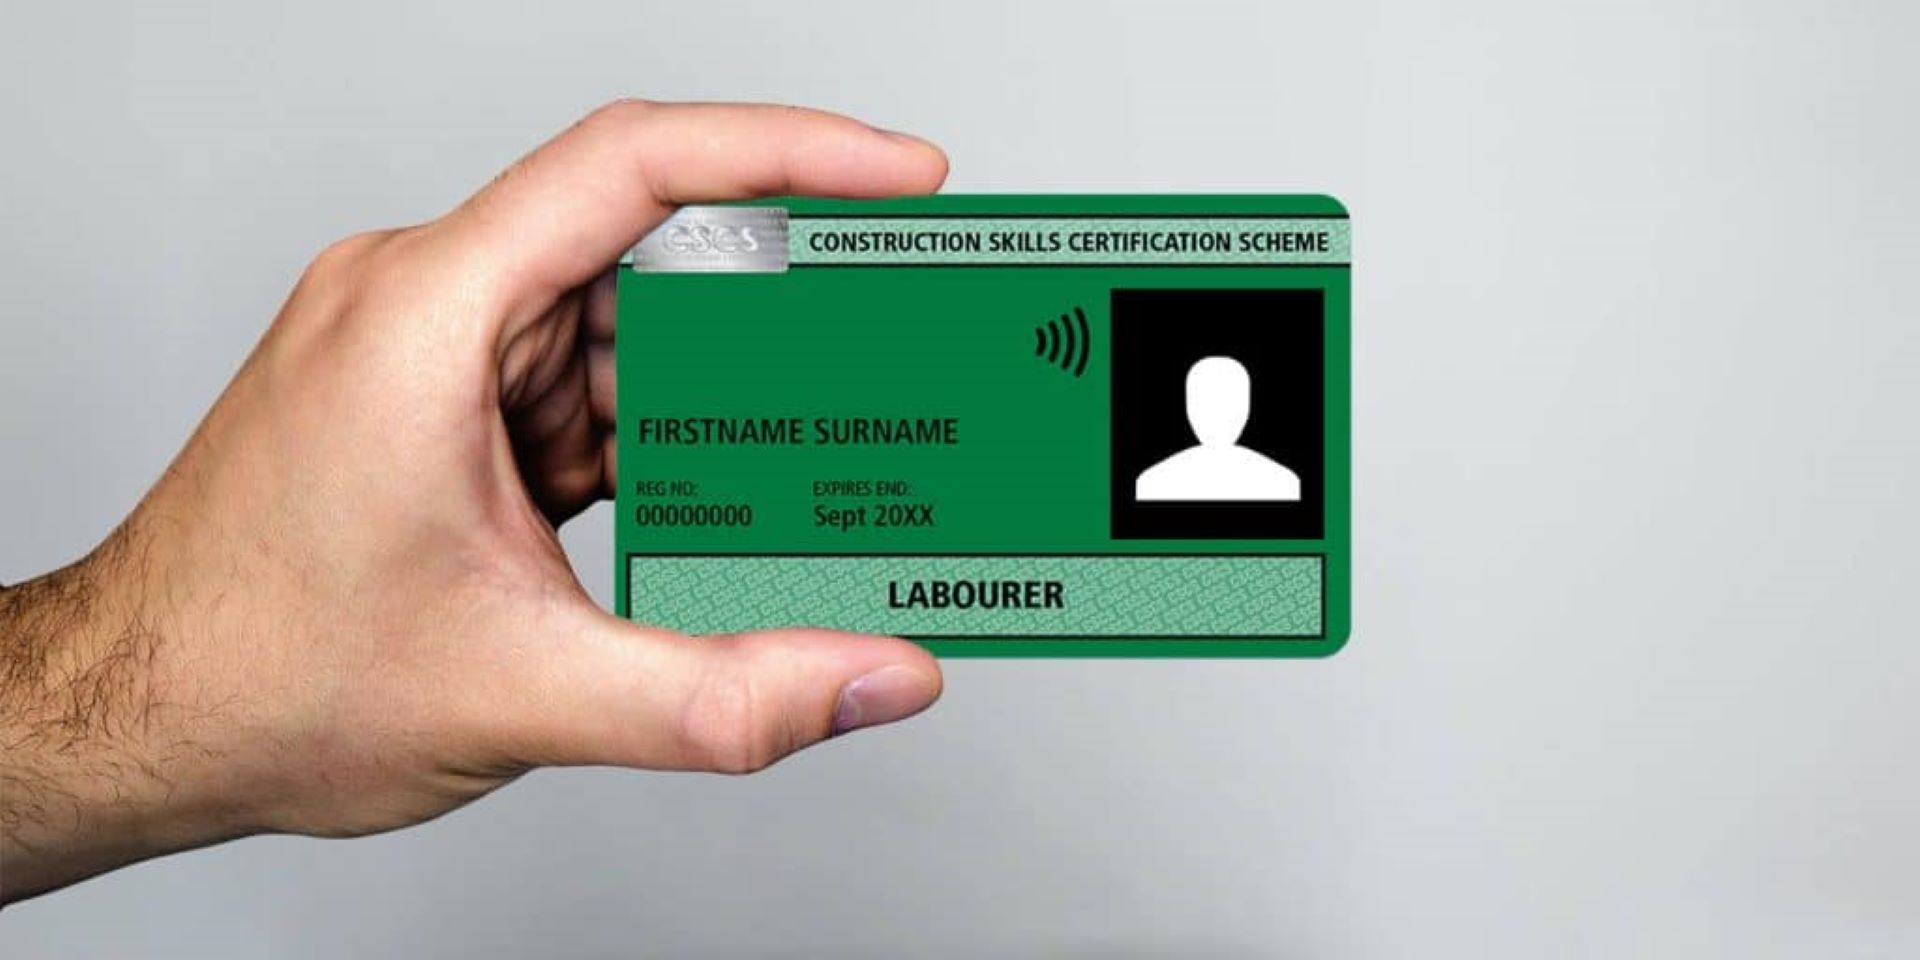 CSCS
CONSTRUCTION SKILLS CERTIFICATION SCHEME
FIRSTNAME SURNAME
REG NO:
EXPIRES END:
00000000
Sept 20XX
LABOURER